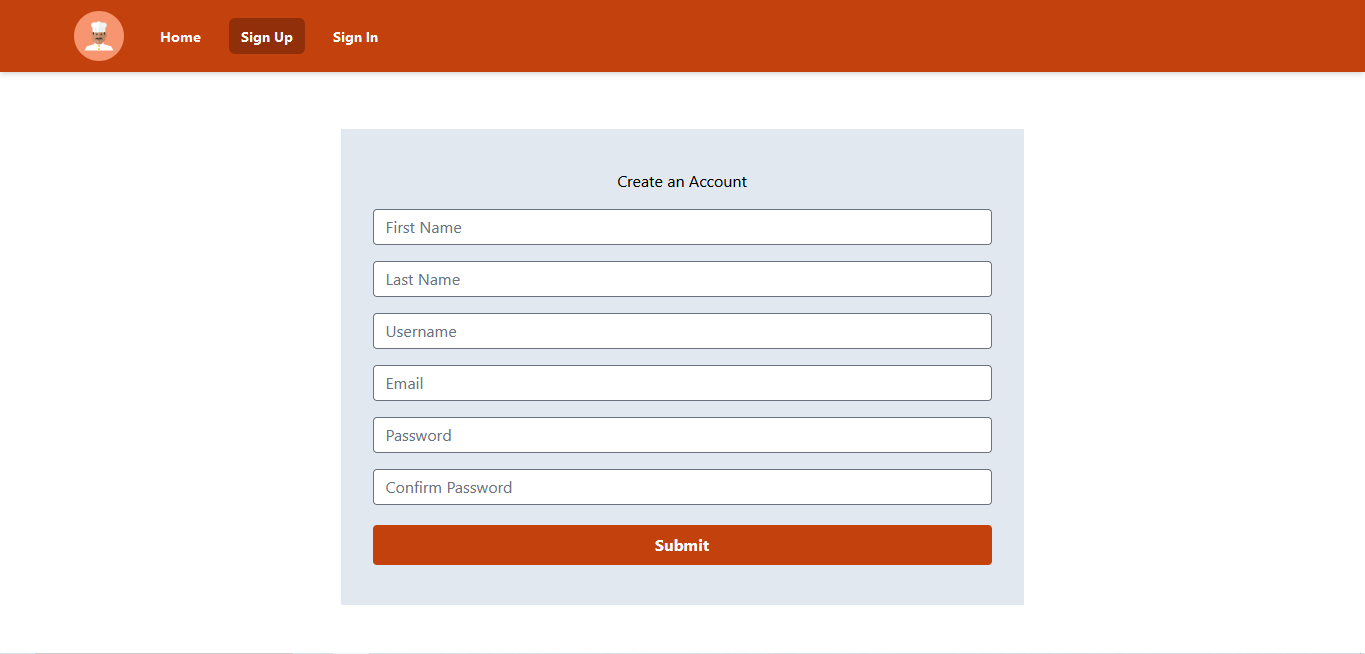 Home Sign Up Sign In
Create an Account
First Name
Last Name
Username
Email
Password
Confirm Password
Submit